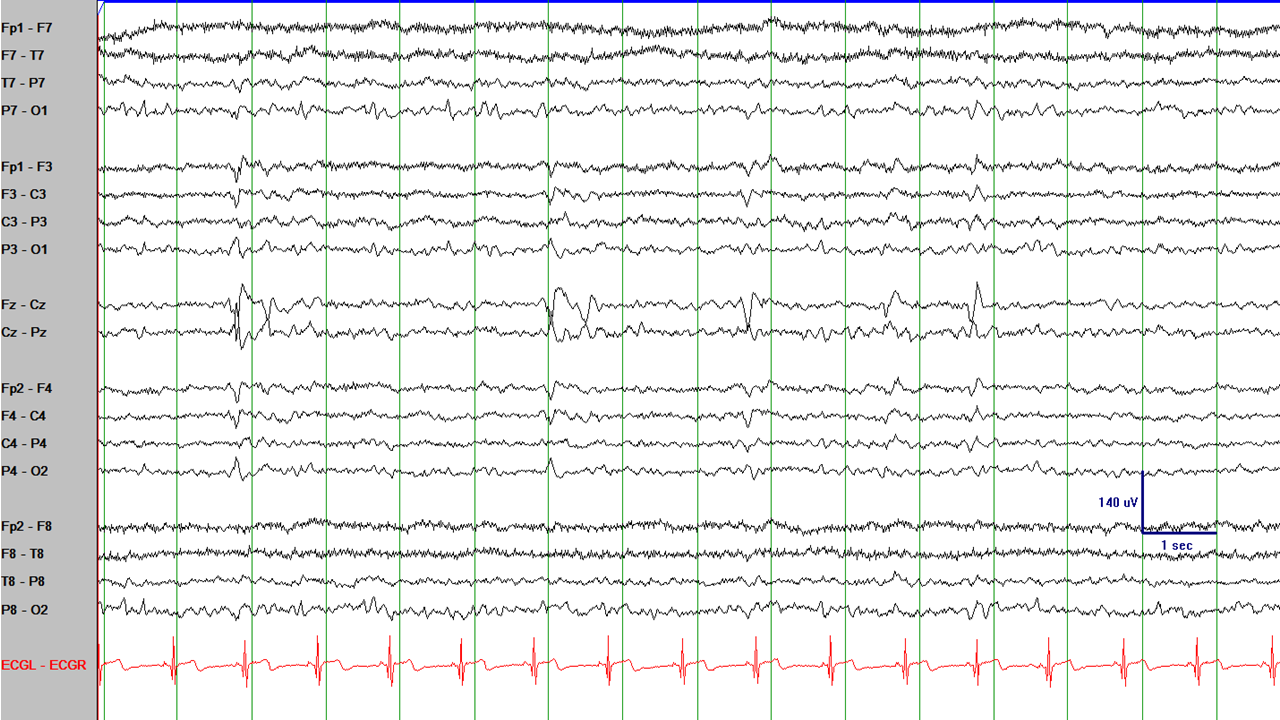 Fp1 - F7
F7 - T7
T7 - P7
P7 - O1
Fp1 - F3
F3 - C3
C3 - P3
P3 - O1
Fz - Cz
Cz - Pz
Fp2 - F4
F4 - C4
C4 - P4
P4 - O2
140 uV
Fp2 - F8
1 sec
F8 - T8
T8 - P8
P8 - O2
ECGL - ECGR